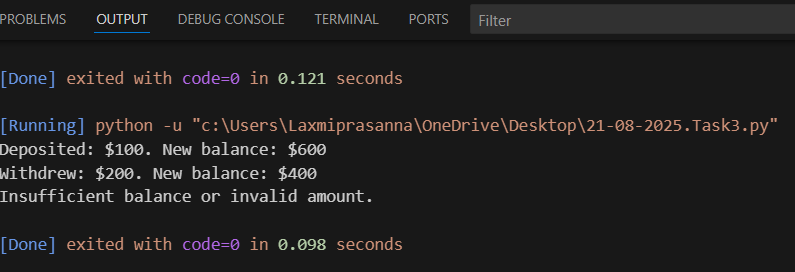 PROBLEMS OUTPUT DEBUG CONSOLE TERMINAL PORTS Filter
[Done] exited with code=0 in 0.121 seconds
[Running] python -u "c:\Users\Laxmiprasanna\OneDrive\Desktop\21-08-2025.Task3.py"
Deposited: $100. New balance: $600
Withdrew: $200. New balance: $400
Insufficient balance or invalid amount.
[Done] exited with code=0 in 0.098 seconds